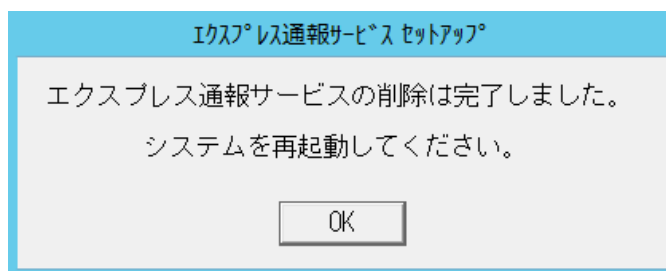 ｴｸｽﾌﾟﾚｽ通報ｻｰﾋﾞｽ ｾｯﾄｱｯﾌﾟ
エクスプレス通報サービスの削除は完了しました。
システムを再起動してください。
OK